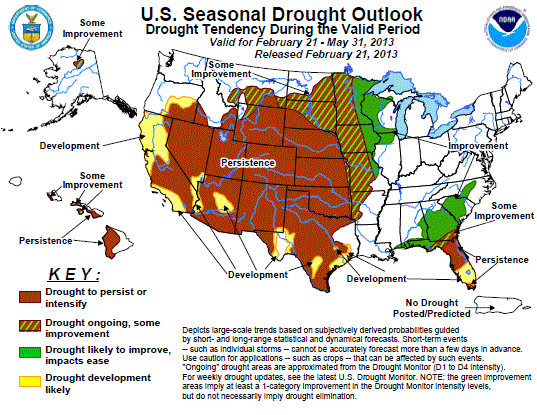 U.S. Seasonal Drought Outlook
Drought Tendency During the Valid Period
Valid for February 21 - May 31, 2013
Released February 21, 2013
Some
Improvement
NOAA
Some
Improvement
Development
Persistence
Improvement
Some
Improvement
Some
Improvement
Persistence
Persistence
Development
Development
No Drought
Posted/Predicted
KEY:
Drought to persist or
intensify
Drought ongoing, some
improvement
Drought likely to improve,
impacts ease
Drought development
likely
Depicts large-scale trends based on subjectively derived probabilities guided
by short- and long-range statistical and dynamical forecasts. Short-term events
-- such as individual storms -- cannot be accurately forecast more than a few days in advance.
Use caution for applications -- such as crops -- that can be affected by such events.
"Ongoing" drought areas are approximated from the Drought Monitor (D1 to D4 intensity).
For weekly drought updates, see the latest U.S. Drought Monitor. NOTE: the green improvement
areas imply at least a 1-category improvement in the Drought Monitor intensity levels,
but do not necessarily imply drought elimination.